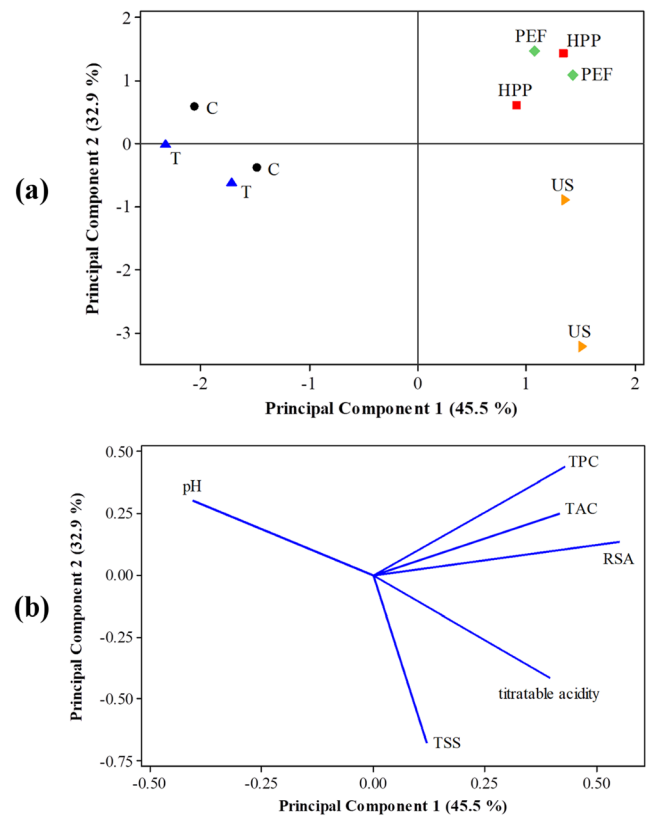 2
PEF
HPP
PEF
1
HPP
C
0
T
C
T
US
-1
-2
US
-3
-2
-1
0
1
2
Principal Component 1 (45.5 %)
Principal Component 2 (32.9 %)
(a)
0.50
TPC
pH
0.25
TAC
RSA
0.00
-0.25
titratable acidity
-0.50
TSS
-0.75
-0.50
-0.25
0.00
0.25
0.50
Principal Component 1 (45.5 %)
Principal Component 2 (32.9 %)
(b)